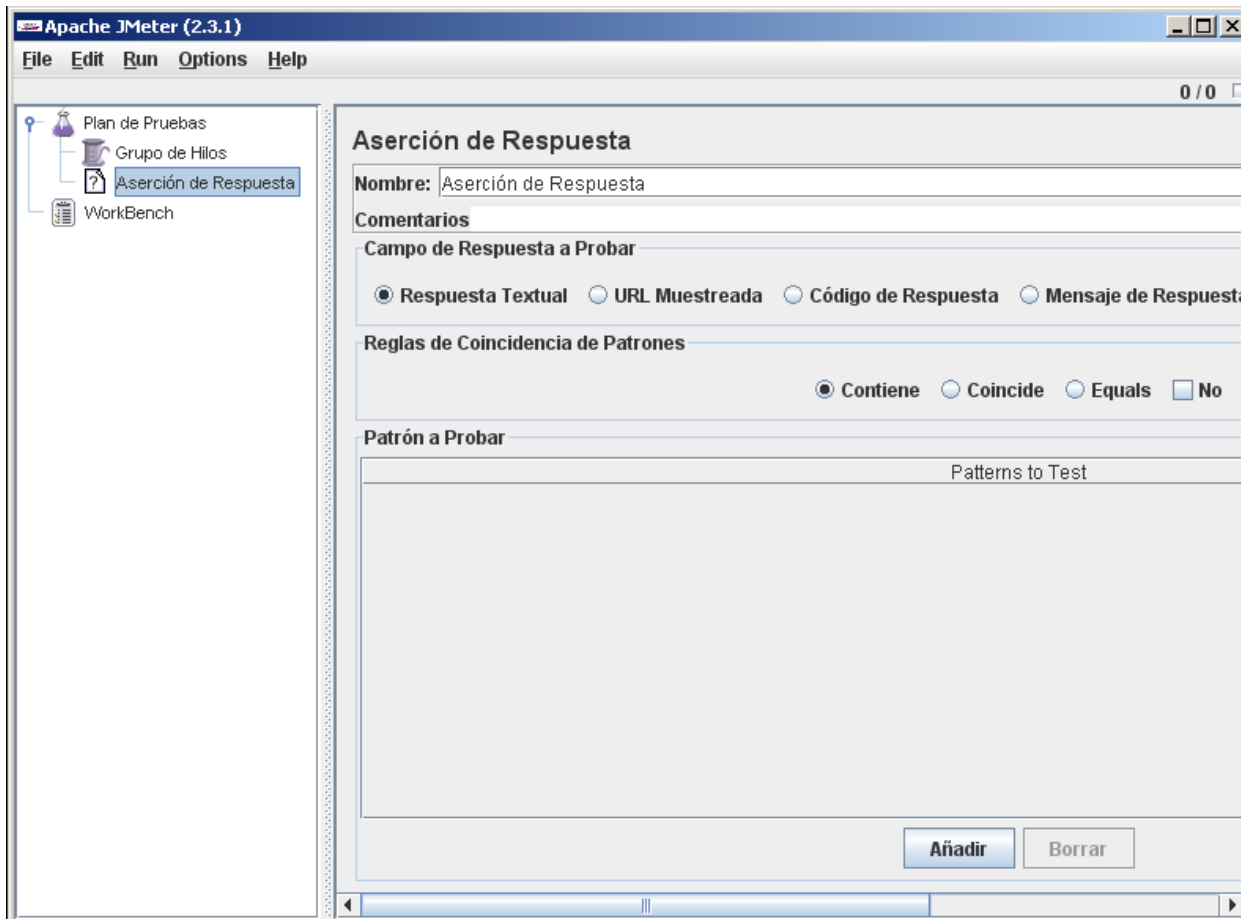 Apache JMeter (2.3.1)
File Edit Run Options Help
0 / 0
Plan de Pruebas
Grupo de Hilos
Aserción de Respuesta
WorkBench
Aserción de Respuesta
Nombre: Aserción de Respuesta
Comentarios
Campo de Respuesta a Probar
Respuesta Textual URL Muestreada Código de Respuesta Mensaje de Respuesta
Reglas de Coincidencia de Patrones
Contiene Coincide Equals No
Patrón a Probar
Patterns to Test
Añadir Borrar